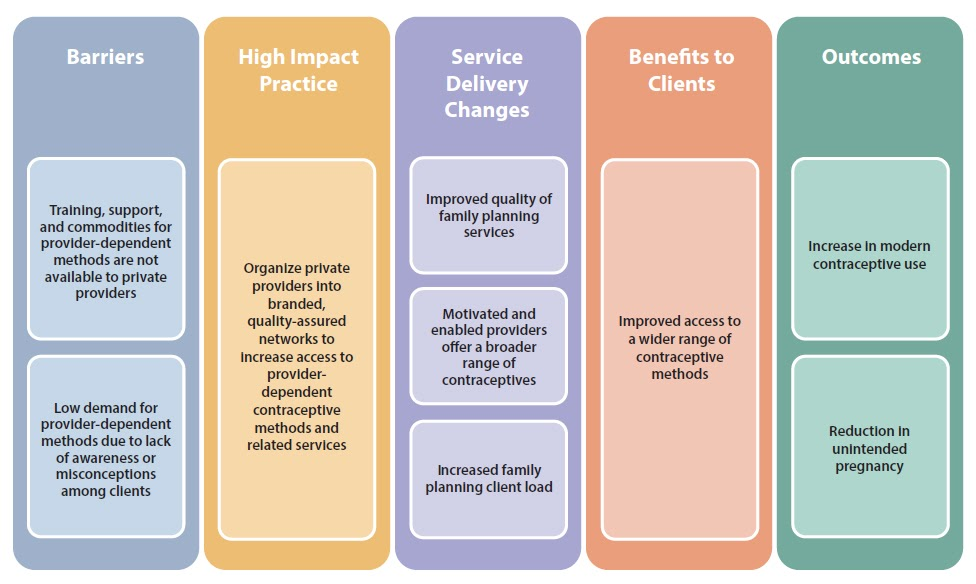 Barriers
Training, support,
and commodities for
provider-dependent
methods are not
available to private
providers
Low demand for
provider-dependent
methods due to lack
of awareness or
misconceptions
among clients
High Impact
Practice
Organize private
providers into
branded,
quality-assured
networks to
increase access to
provider-
dependent
contraceptive
methods and
related services
Service
Delivery
Changes
Improved quality of
family planning
services
Motivated and
enabled providers
offer a broader
range of
contraceptives
Increased family
planning client load
Benefits to
Clients
Improved access to
a wider range of
contraceptive
methods
Outcomes
Increase in modern
contraceptive use
Reduction in
unintended
pregnancy